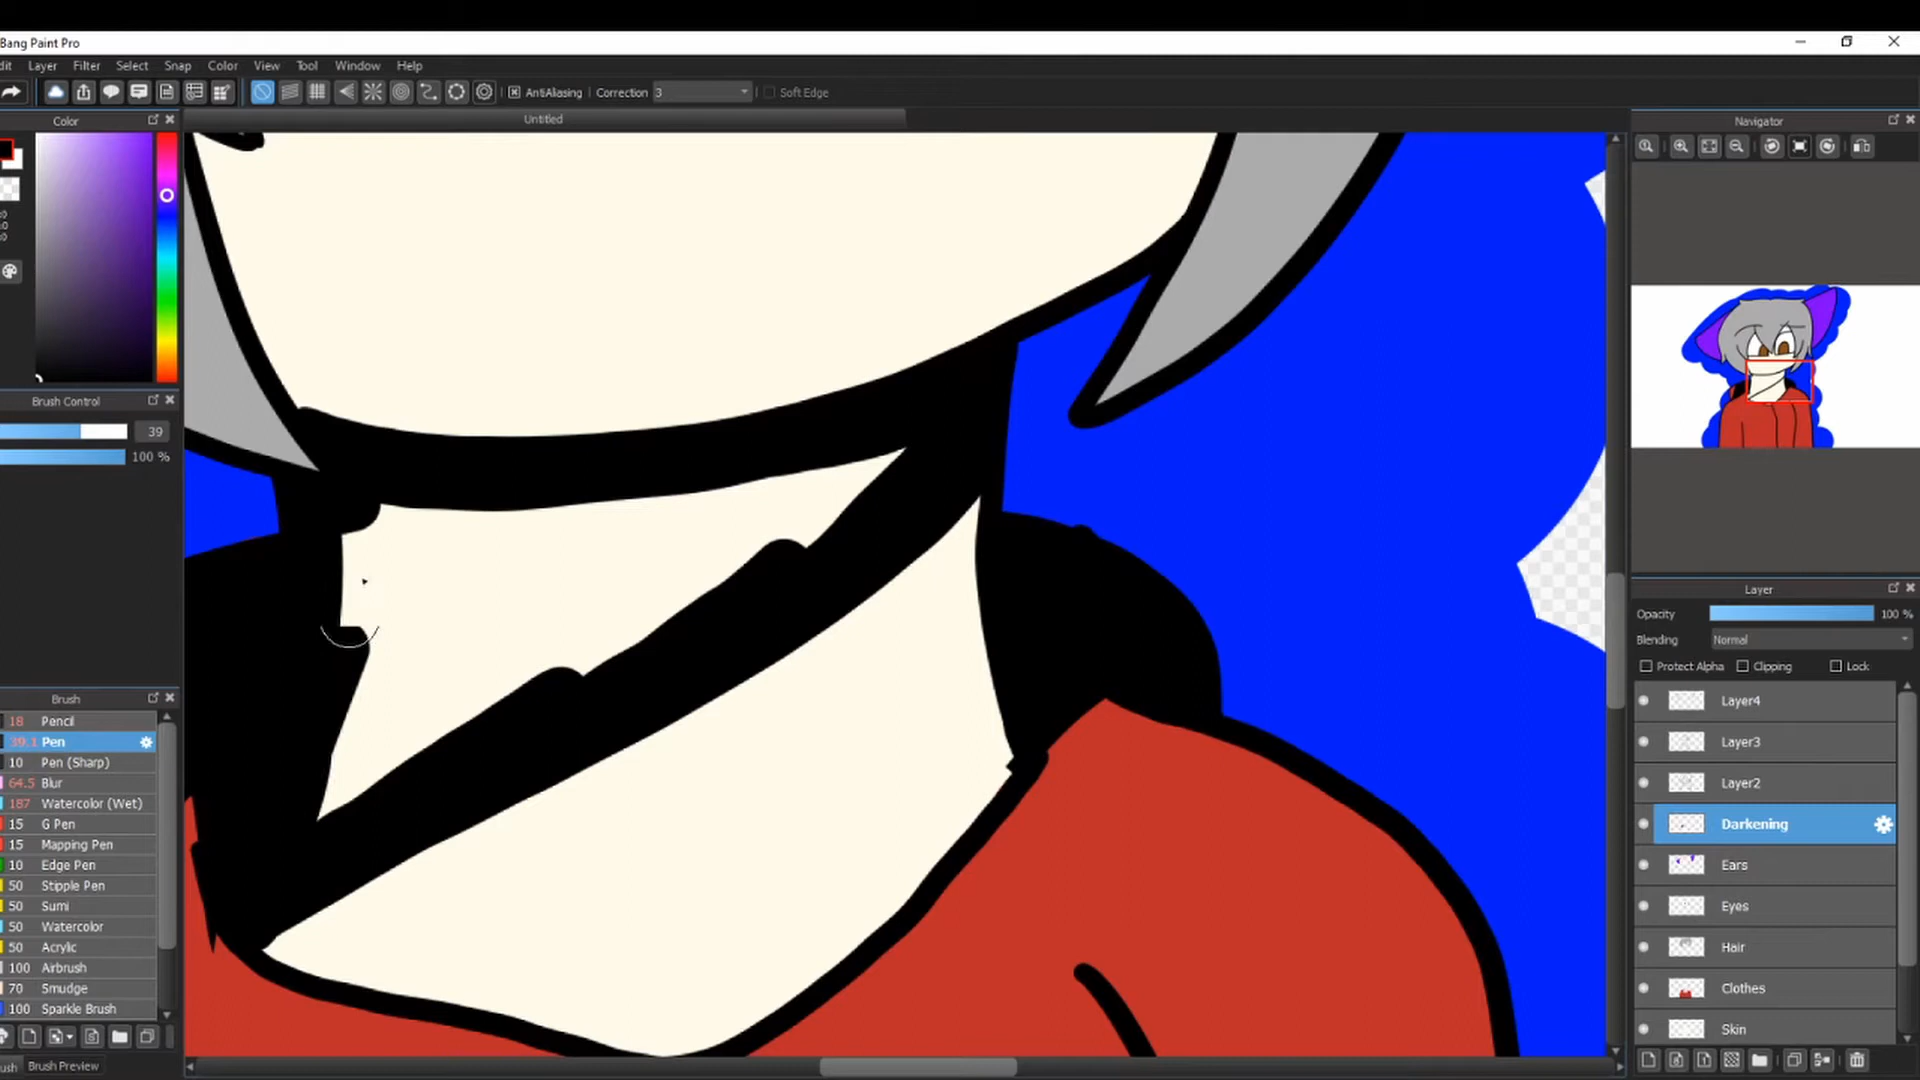 Bang Paint Pro
dit Layer Filter Select Snap Color View Tool Window Help
AntiAliasing Correction 3 Soft Edge
Color
Untitled
Navigator
Brush Control
39
100 %
Layer
Opacity 100 %
Blending Normal
Protect Alpha Clipping Lock
Layer4
Layer3
Layer2
Darkening
Ears
Eyes
Hair
Clothes
Skin
Brush
18 Pencil
39.1 Pen
10 Pen (Sharp)
64.5 Blur
187 Watercolor (Wet)
15 G Pen
15 Mapping Pen
10 Edge Pen
50 Stipple Pen
50 Sumi
50 Watercolor
50 Acrylic
100 Airbrush
70 Smudge
100 Sparkle Brush
ush Brush Preview